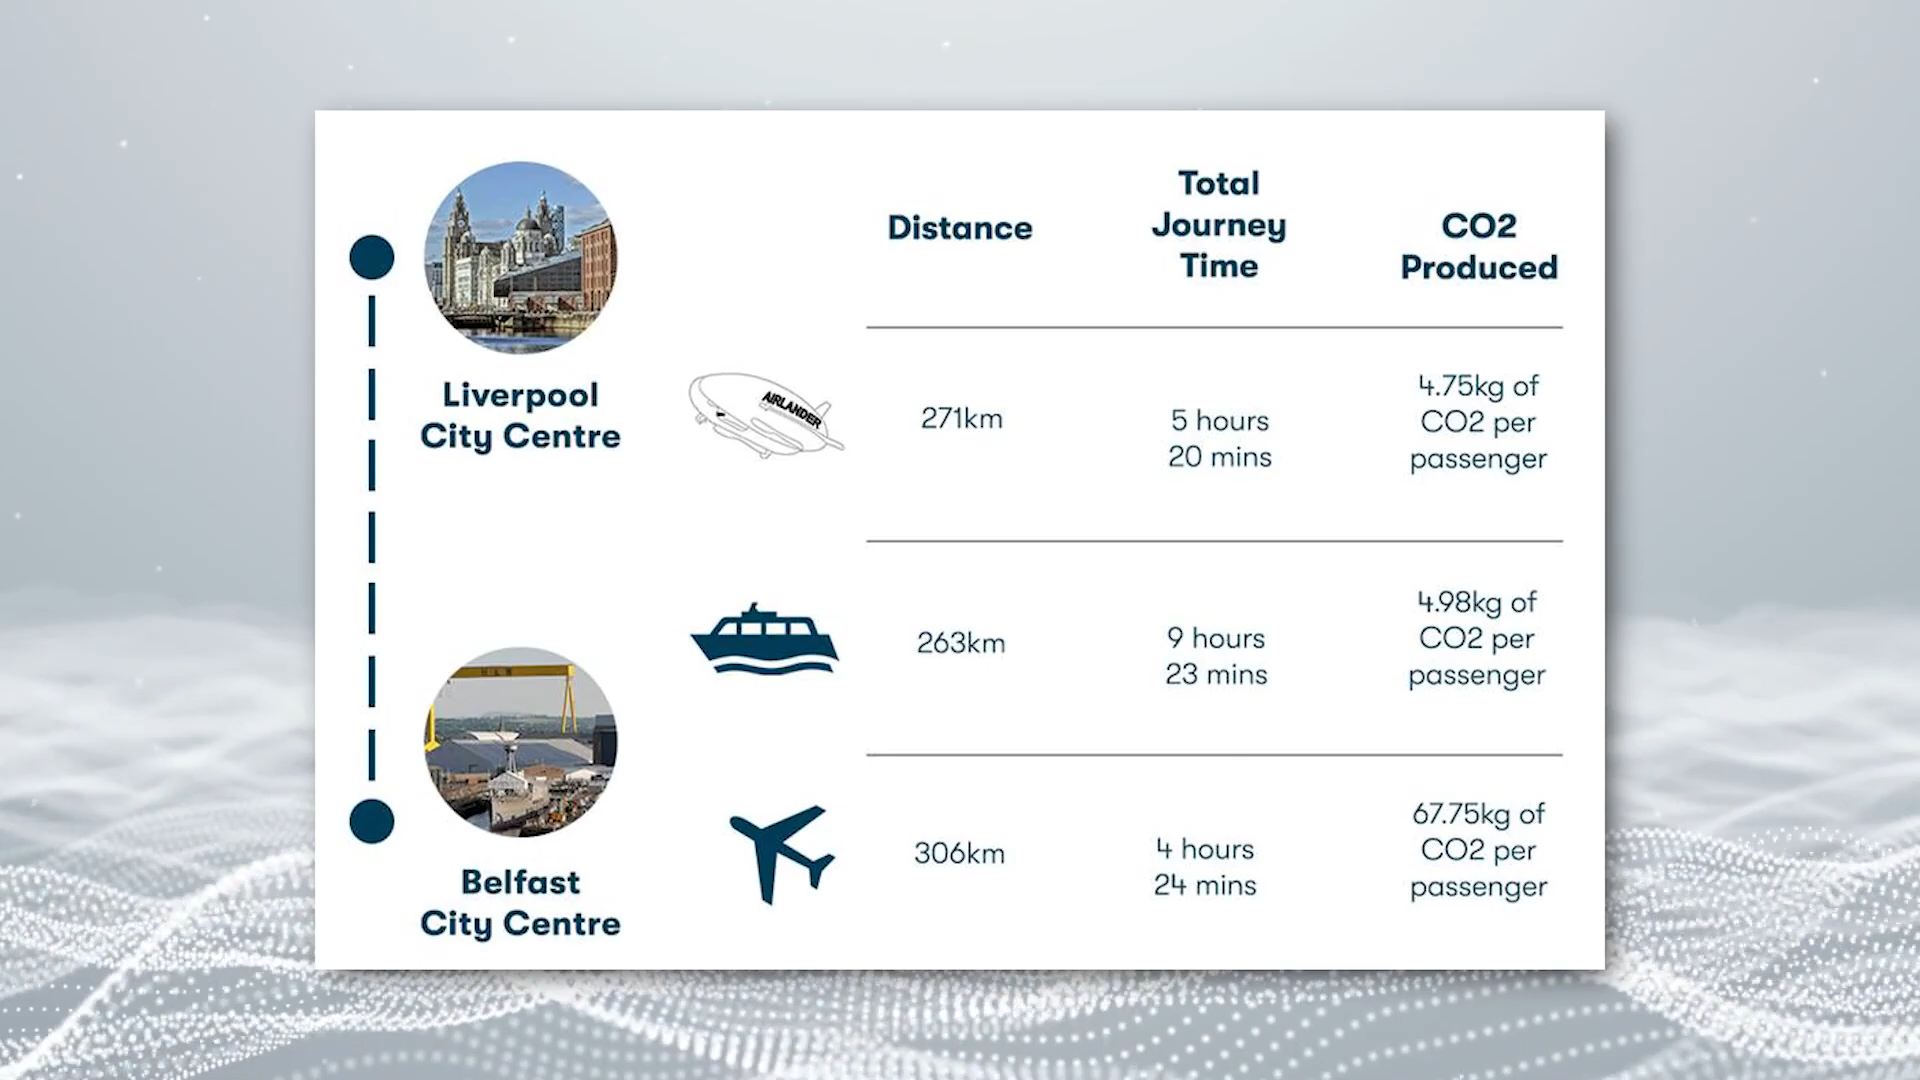 Total
Journey
Time
Distance
CO2
Produced
Liverpool
City Centre
AIRLANDER
271km
5 hours
20 mins
4.75kg of
CO2 per
passenger
263km
9 hours
23 mins
4.98kg of
CO2 per
passenger
306km
4 hours
24 mins
67.75kg of
CO2 per
passenger
Belfast
City Centre